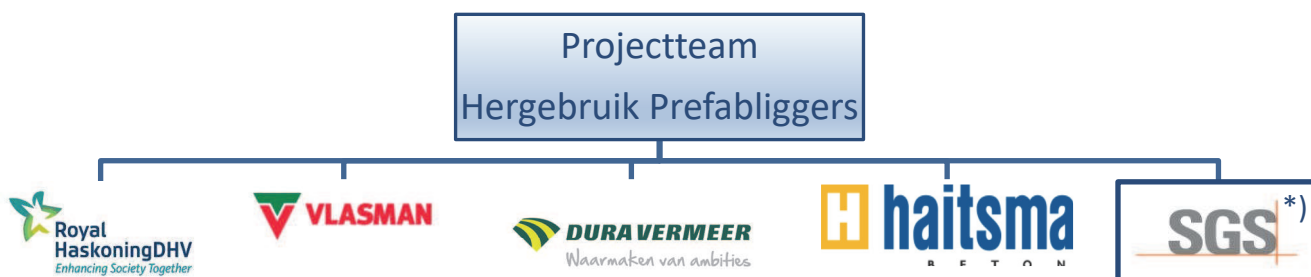 Projectteam
Hergebruik Prefabliggers
Royal
HaskoningDHV
Enhancing Society Together
VLASMAN
DURA VERMEER
Waarmaken van ambities
H haitsma
BETON
SGS *)